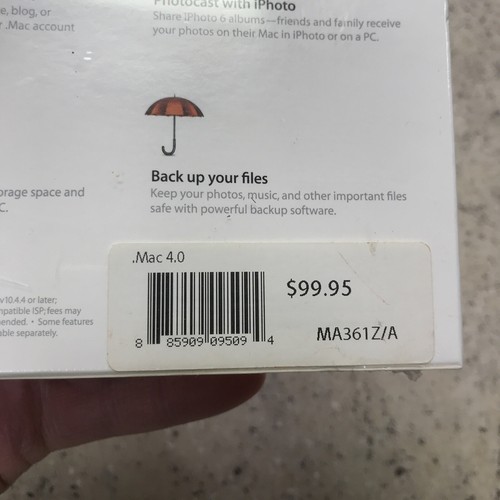 e, blog, or
.Mac account
Photocast with iPhoto
Share iPhoto 6 albums—friends and family receive
your photos on their Mac in iPhoto or on a PC.
orage space and
C.
Back up your files
Keep your photos, music, and other important files
safe with powerful backup software.
v10.4.4 or later;
mpatible ISP; fees may
ended. • Some features
able separately.
.Mac 4.0
$99.95
8 85909 09509 4
MA361Z/A